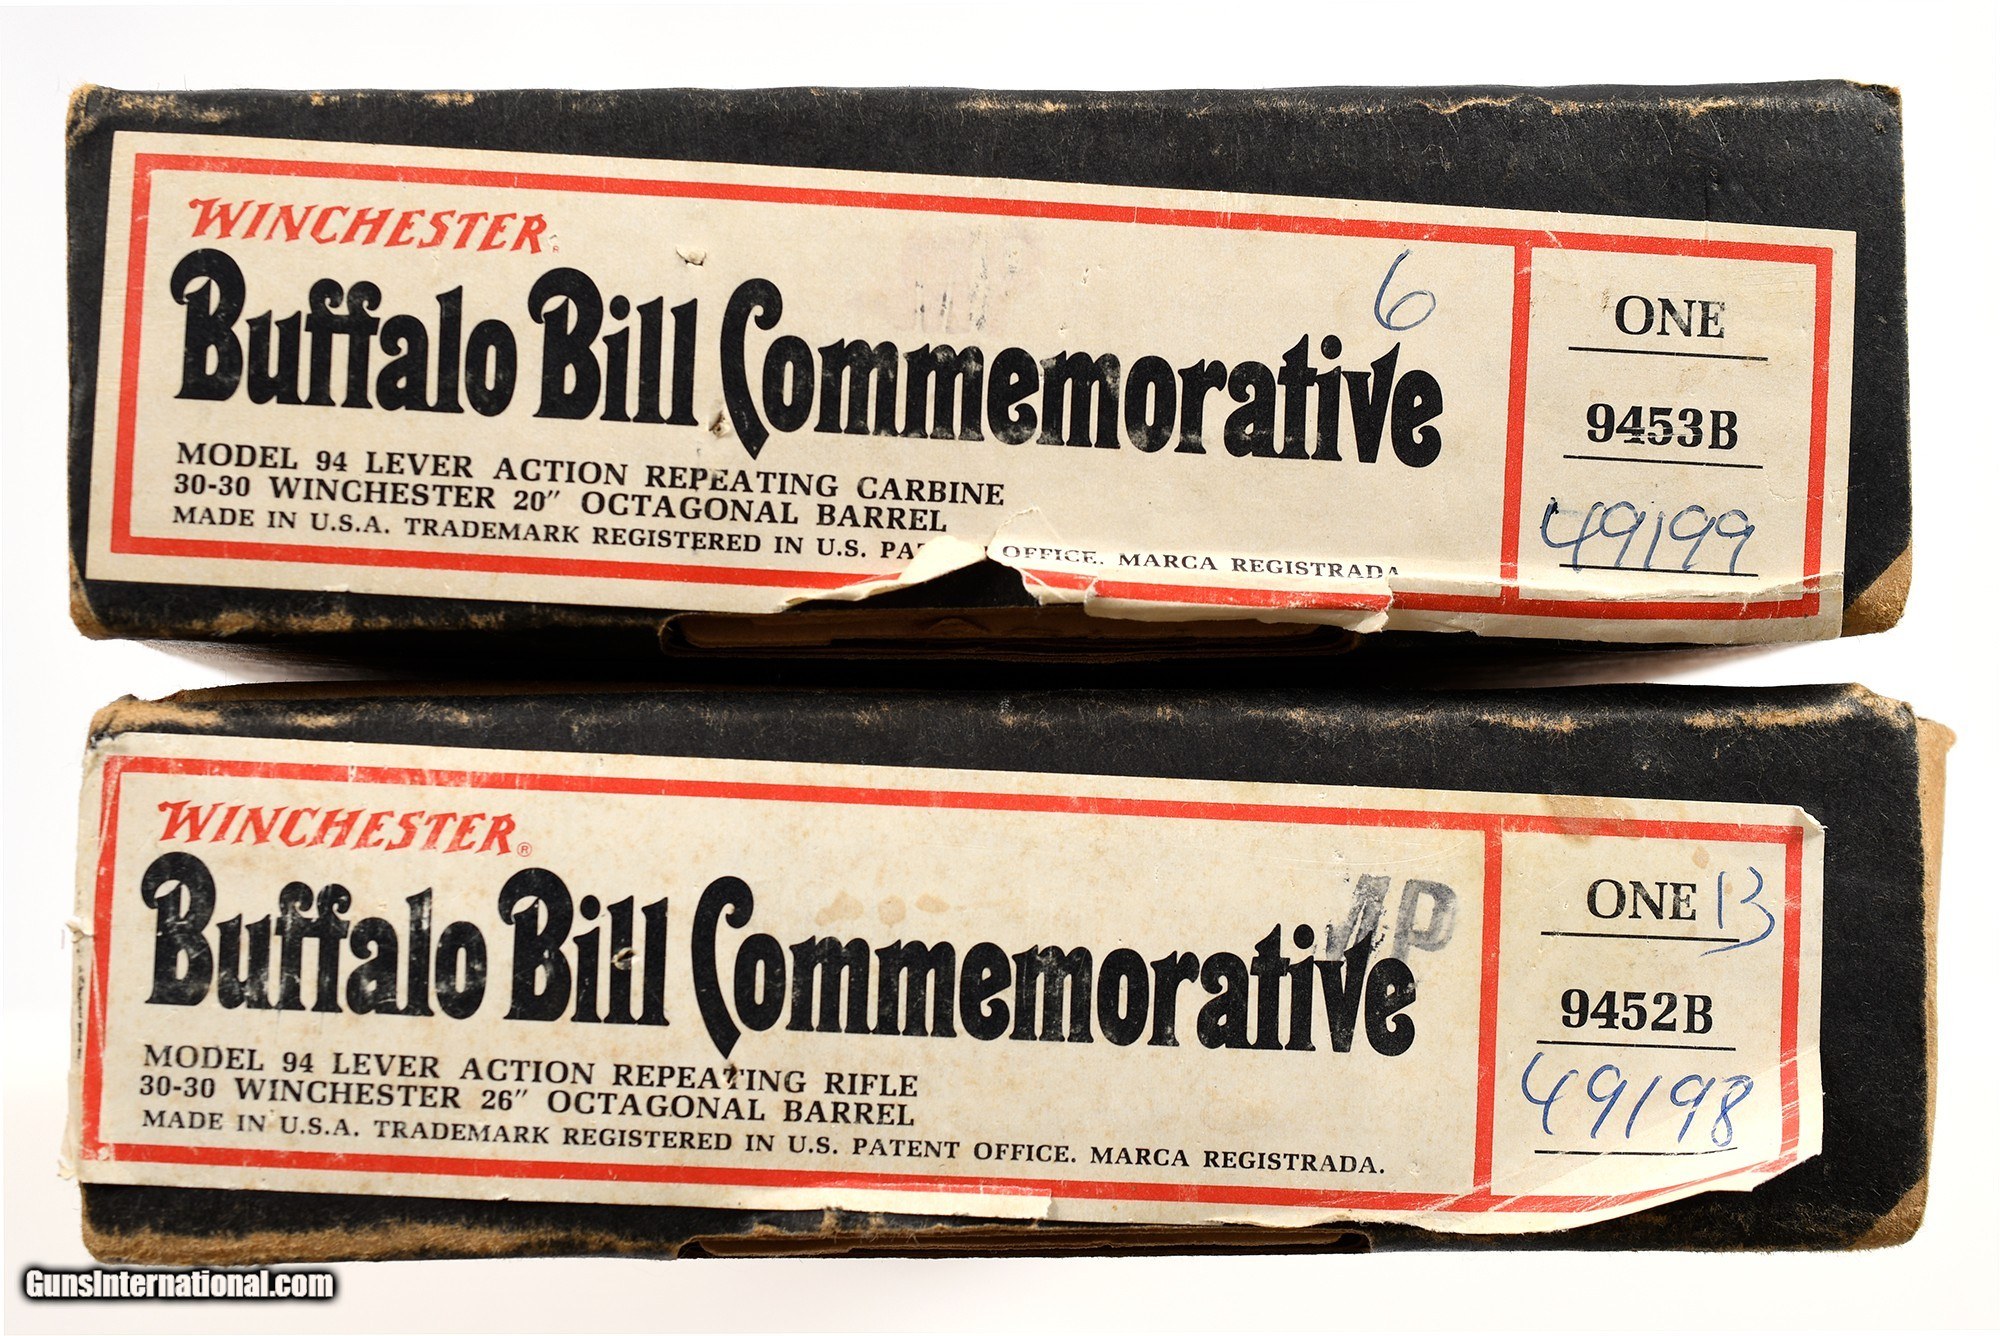 WINCHESTER®
Buffalo Bill Commemorative
6
MODEL 94 LEVER ACTION REPEATING CARBINE
30-30 WINCHESTER 20" OCTAGONAL BARREL
MADE IN U.S.A. TRADEMARK REGISTERED IN U.S. PA OFFICE. MARCA REGISTRADA
ONE
9453B
49199
WINCHESTER®
Buffalo Bill Commemorative
MODEL 94 LEVER ACTION REPEATING RIFLE
30-30 WINCHESTER 26" OCTAGONAL BARREL
MADE IN U.S.A. TRADEMARK REGISTERED IN U.S. PATENT OFFICE. MARCA REGISTRADA.
ONE 13
9452B
49198
GunsInternational.com